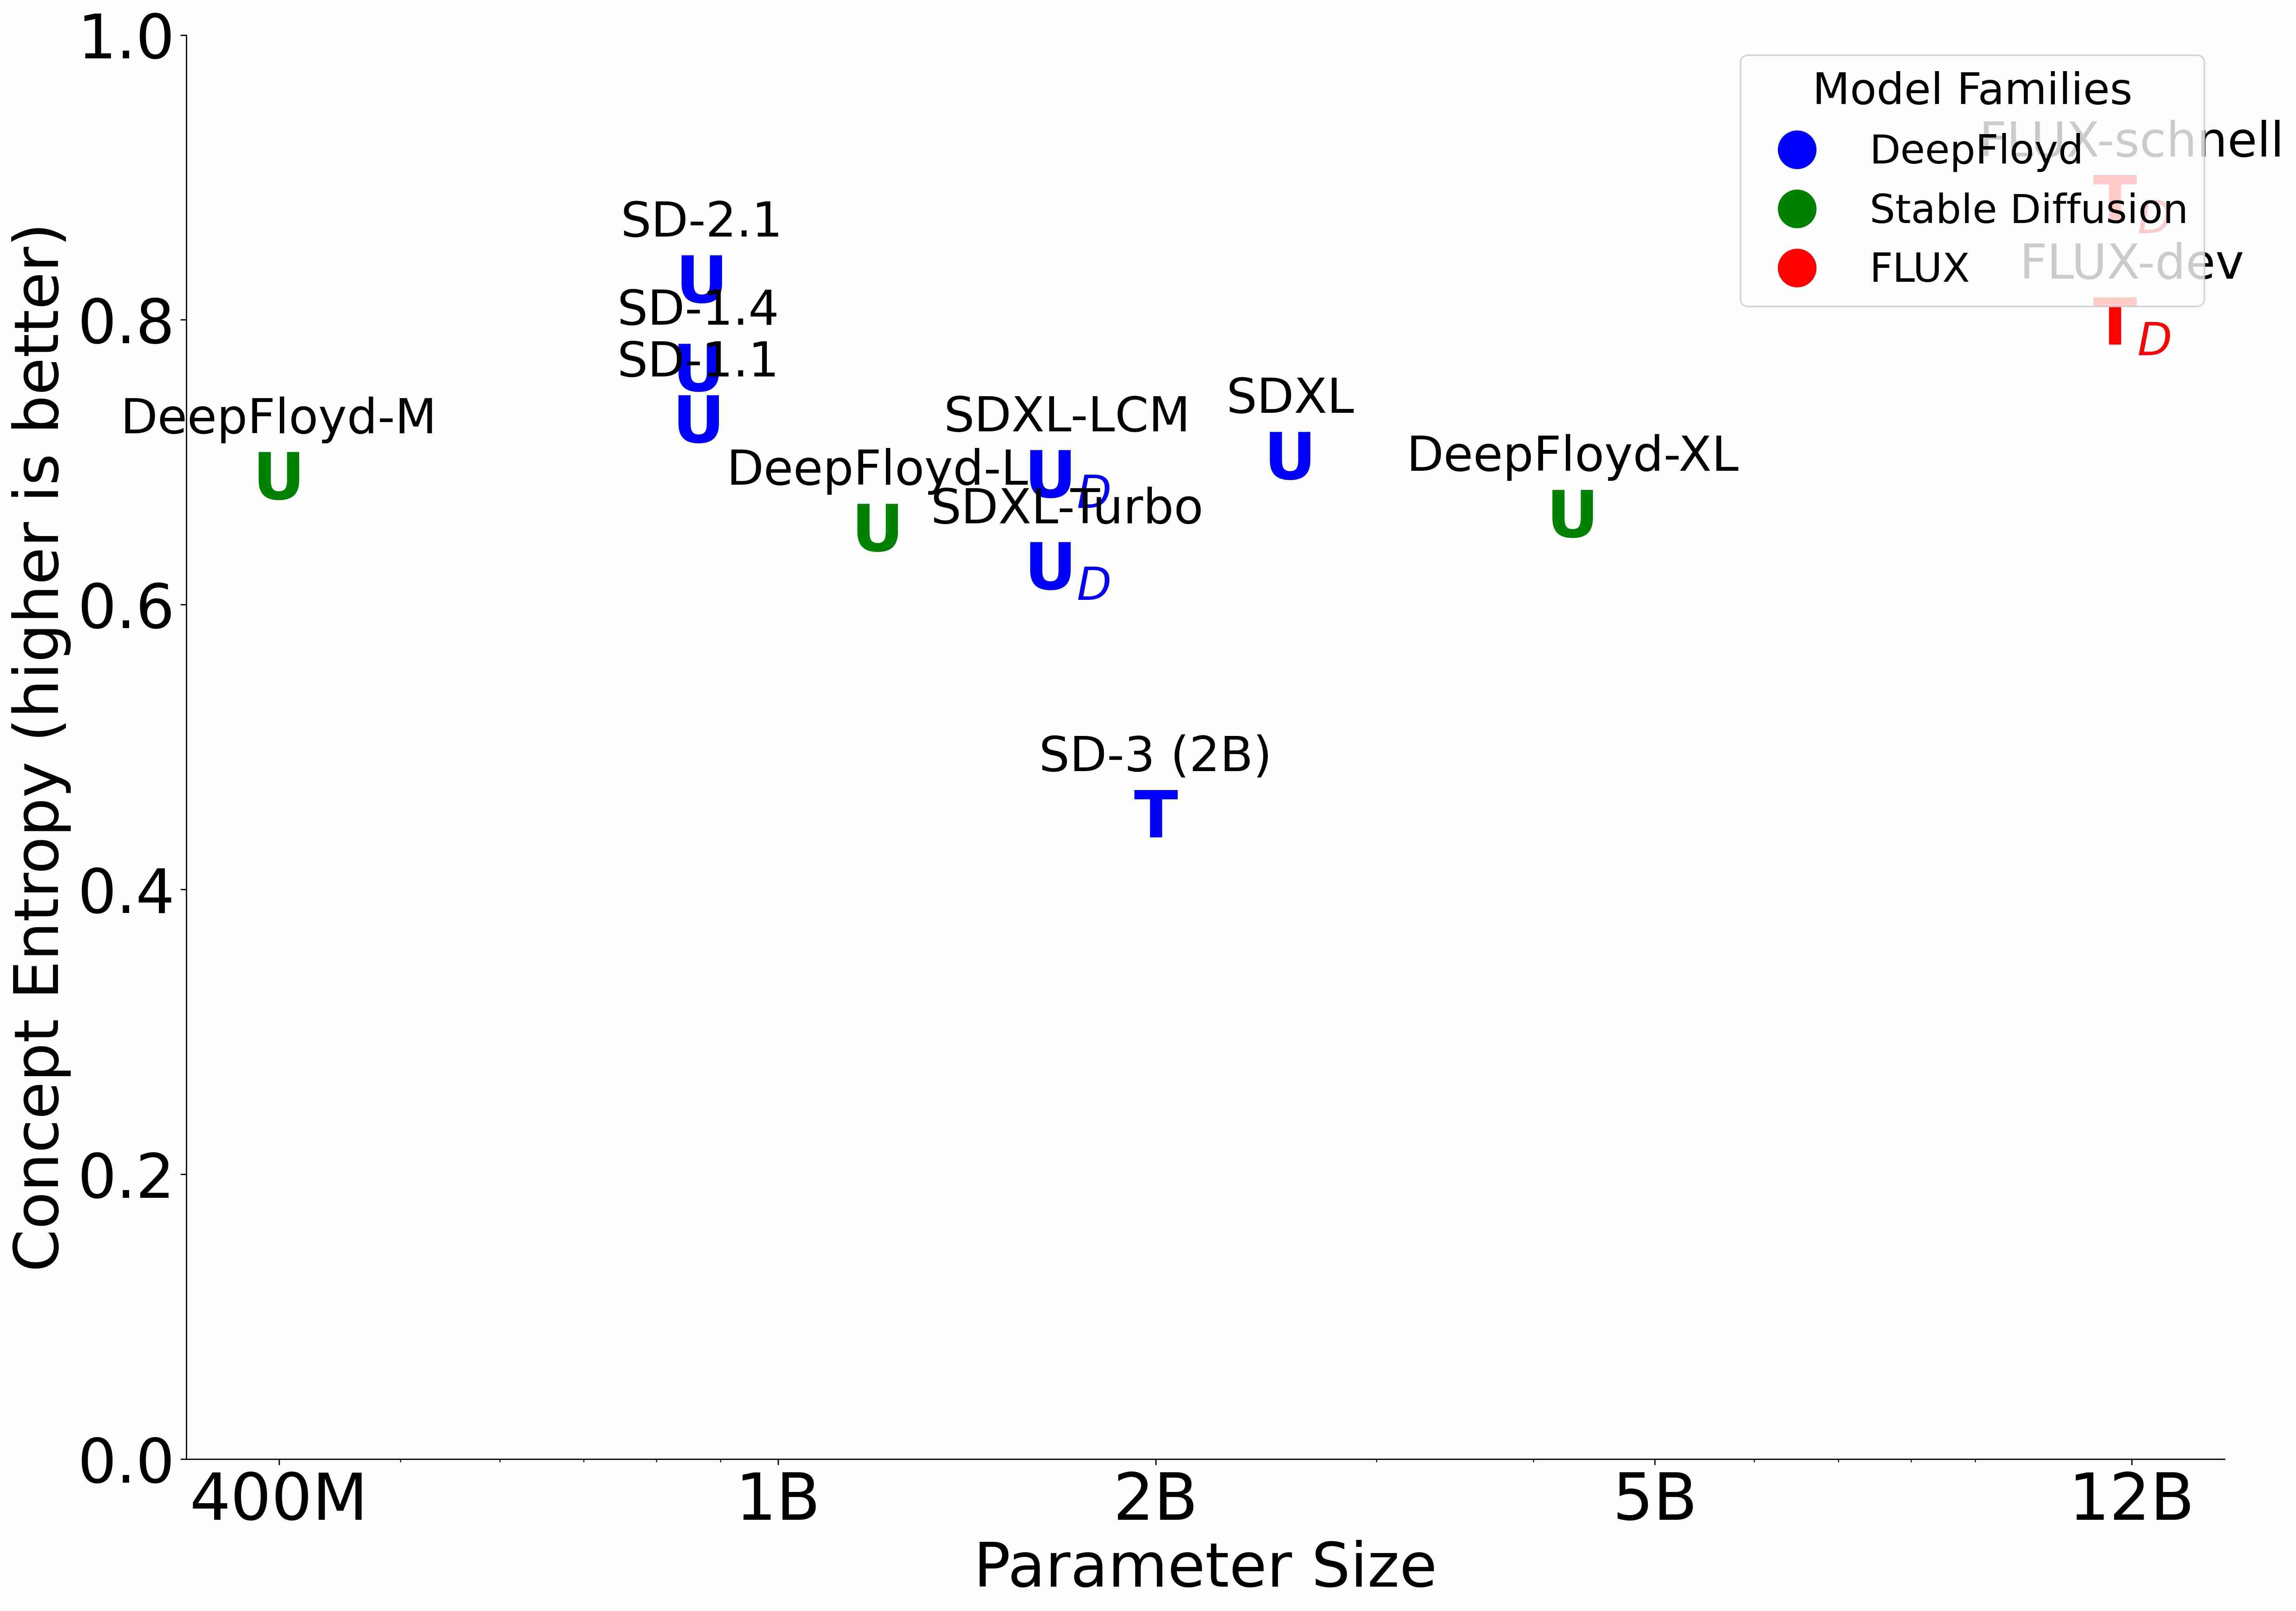 Concept Entropy (higher is better)
1.0
0.8
0.6
0.4
0.2
0.0
Model Families
DeepFloyd
Stable Diffusion
FLUX
FLUX-schnell
T D
FLUX-dev
T D
SD-2.1
U
SD-1.4
U
SD-1.1
U
DeepFloyd-M
U
SDXL-LCM
U D
SDXL
U
DeepFloyd-L
U
DeepFloyd-XL
U
SDXL-Turbo
U D
SD-3 (2B)
T
400M 1B 2B 5B 12B
Parameter Size